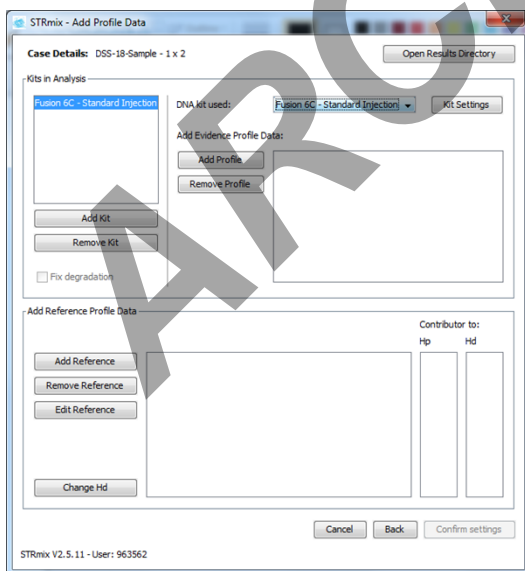 STRmix - Add Profile Data
Case Details: DSS-18-Sample - 1 x 2
Open Results Directory
Kits in Analysis
Fusion 6C - Standard Injection
DNA kit used:
Fusion 6C - Standard Injection
Kit Settings
Add Evidence Profile Data:
Add Profile
Remove Profile
Add Kit
Remove Kit
Fix degradation
Add Reference Profile Data
Contributor to:
Hp Hd
Add Reference
Remove Reference
Edit Reference
Change Hd
Cancel
Back
Confirm settings
STRmix V2.5.11 - User: 963562